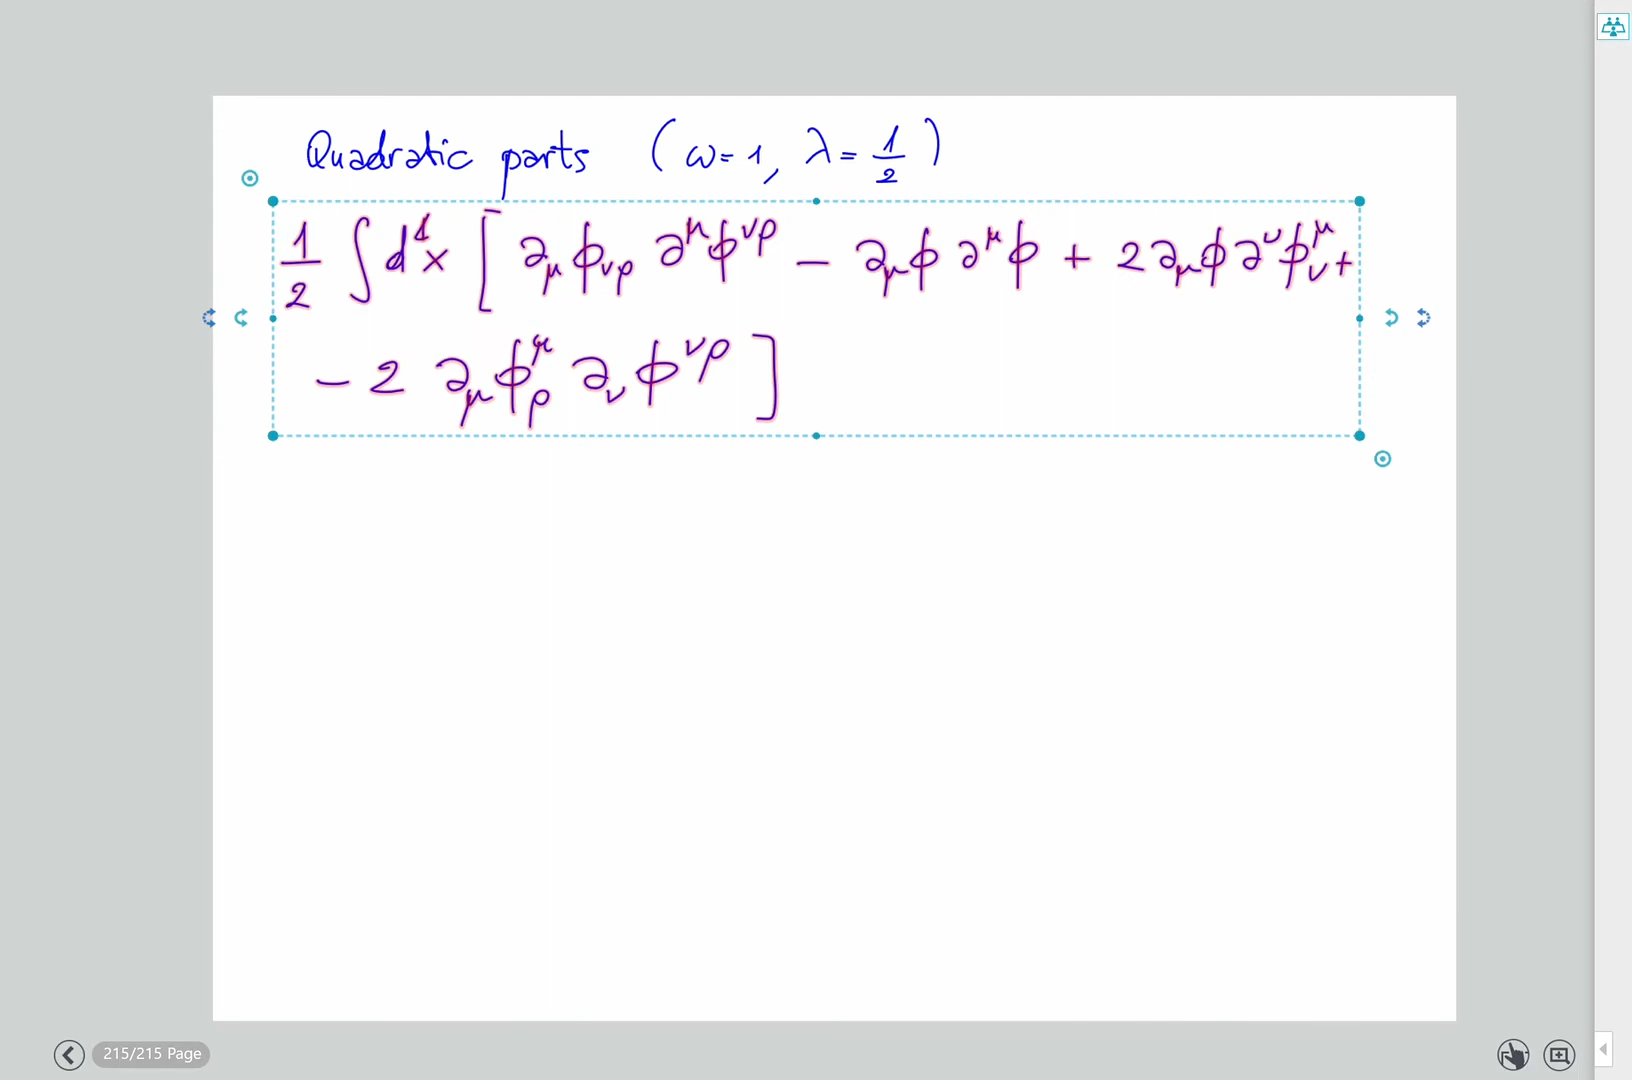 Quadratic parts (ω=1, λ=1/2)
1/2 ∫d⁴x [ ∂_μ ϕ_νρ ∂^μ ϕ^νρ − ∂_μ ϕ ∂^μ ϕ + 2 ∂_μ ϕ ∂^ν ϕ^μ_ν +
− 2 ∂_μ ϕ^μ_ρ ∂_ν ϕ^νρ ]
215/215 Page